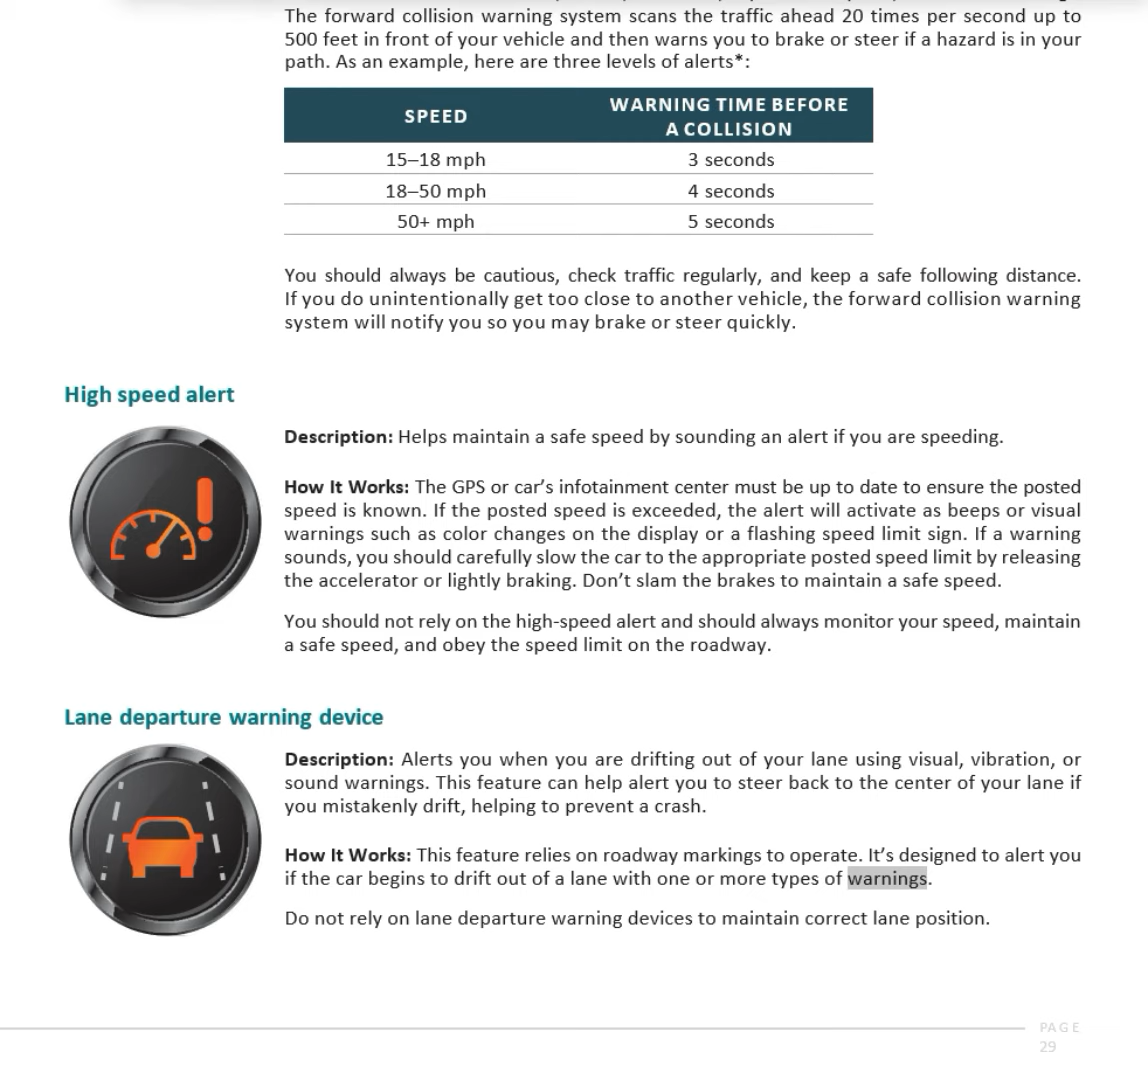 The forward collision warning system scans the traffic ahead 20 times per second up to
500 feet in front of your vehicle and then warns you to brake or steer if a hazard is in your
path. As an example, here are three levels of alerts*:
SPEED WARNING TIME BEFORE
A COLLISION
15–18 mph 3 seconds
18–50 mph 4 seconds
50+ mph 5 seconds
You should always be cautious, check traffic regularly, and keep a safe following distance.
If you do unintentionally get too close to another vehicle, the forward collision warning
system will notify you so you may brake or steer quickly.
High speed alert
Description: Helps maintain a safe speed by sounding an alert if you are speeding.
How It Works: The GPS or car’s infotainment center must be up to date to ensure the posted
speed is known. If the posted speed is exceeded, the alert will activate as beeps or visual
warnings such as color changes on the display or a flashing speed limit sign. If a warning
sounds, you should carefully slow the car to the appropriate posted speed limit by releasing
the accelerator or lightly braking. Don’t slam the brakes to maintain a safe speed.
You should not rely on the high-speed alert and should always monitor your speed, maintain
a safe speed, and obey the speed limit on the roadway.
Lane departure warning device
Description: Alerts you when you are drifting out of your lane using visual, vibration, or
sound warnings. This feature can help alert you to steer back to the center of your lane if
you mistakenly drift, helping to prevent a crash.
How It Works: This feature relies on roadway markings to operate. It’s designed to alert you
if the car begins to drift out of a lane with one or more types of warnings.
Do not rely on lane departure warning devices to maintain correct lane position.
PAGE
29